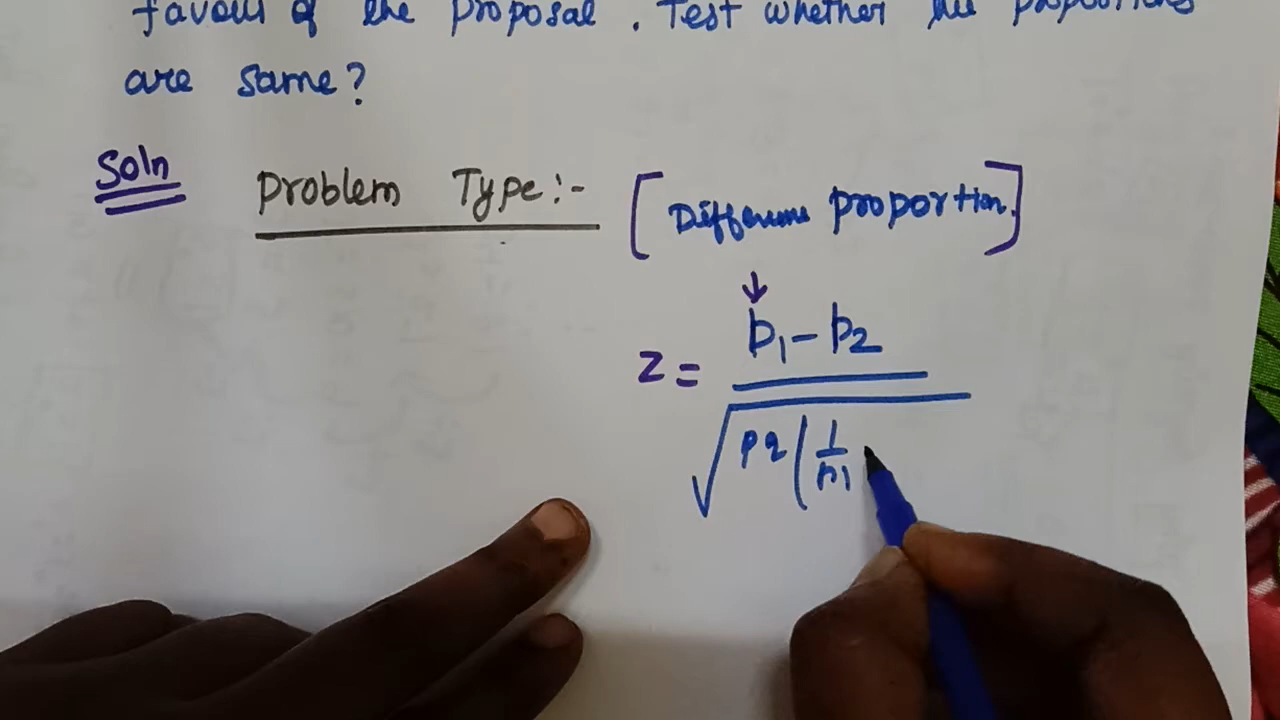 favour of the proposal . Test whether the proportions
are same?
Soln Problem Type:- [Difference proportion.]
↓
Z = p₁ - p₂
√pq(1/n₁